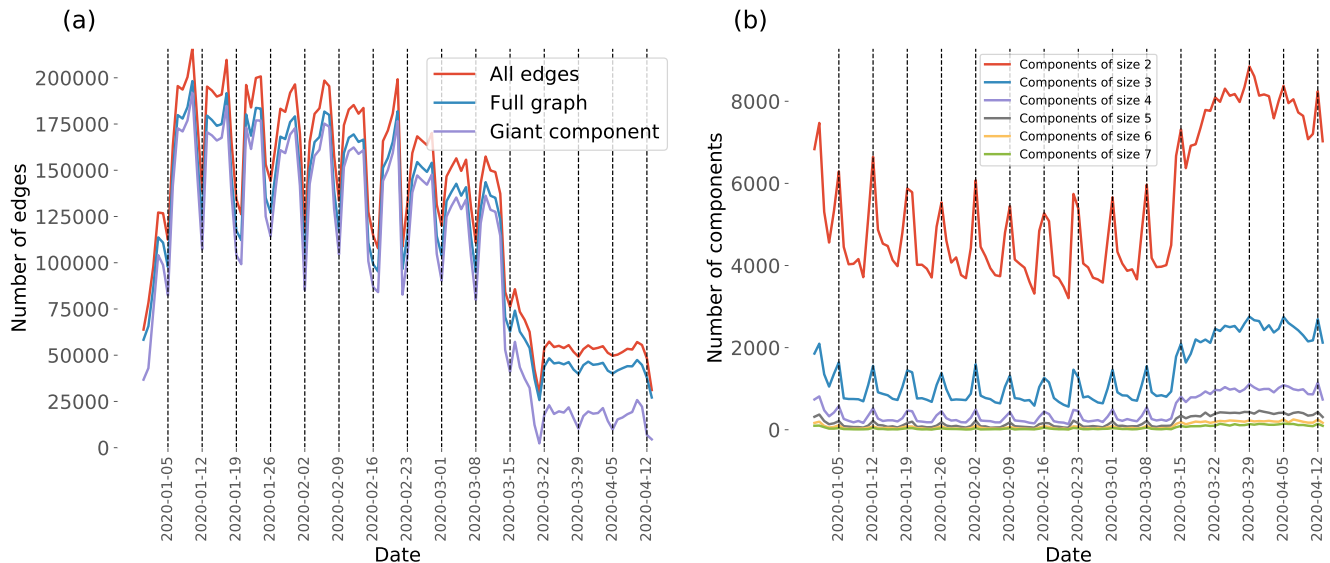 (a)
Number of edges
200000
175000
150000
125000
100000
75000
50000
25000
0
All edges
Full graph
Giant component
2020-01-05
2020-01-12
2020-01-19
2020-01-26
2020-02-02
2020-02-09
2020-02-16
2020-02-23
2020-03-01
2020-03-08
2020-03-15
2020-03-22
2020-03-29
2020-04-05
2020-04-12
Date
(b)
Number of components
8000
6000
4000
2000
0
Components of size 2
Components of size 3
Components of size 4
Components of size 5
Components of size 6
Components of size 7
2020-01-05
2020-01-12
2020-01-19
2020-01-26
2020-02-02
2020-02-09
2020-02-16
2020-02-23
2020-03-01
2020-03-08
2020-03-15
2020-03-22
2020-03-29
2020-04-05
2020-04-12
Date